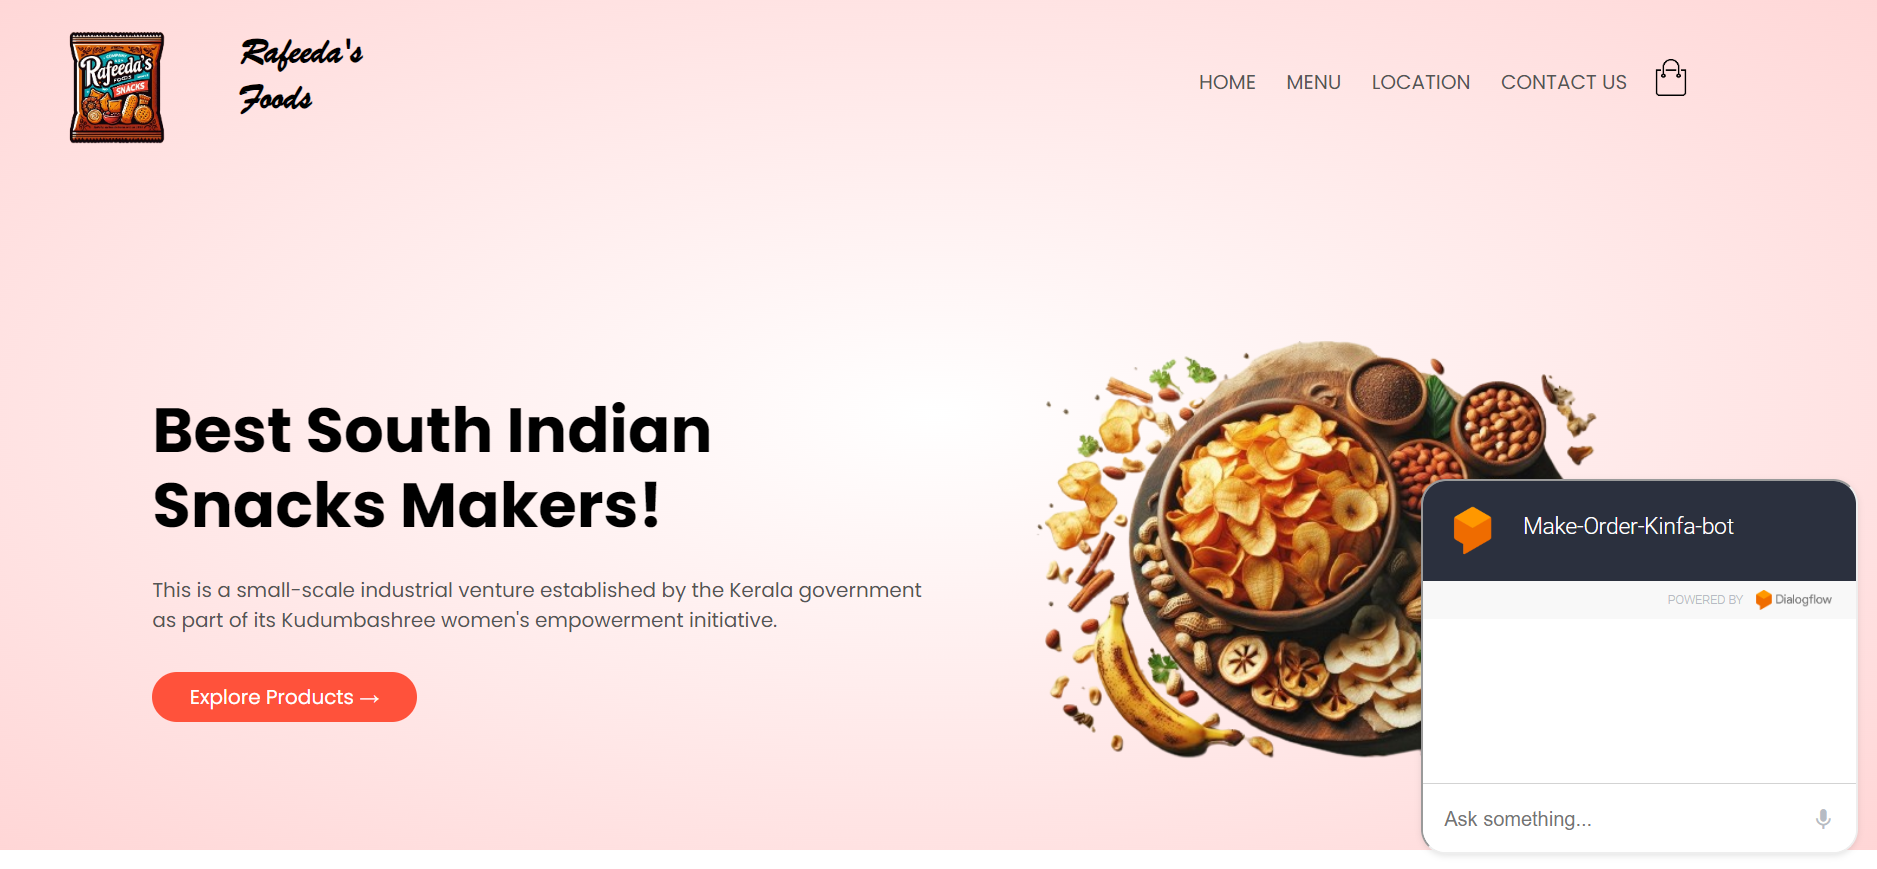 Rafeeda's
FOODS
SNACKS
Rafeeda's
Foods
HOME MENU LOCATION CONTACT US
Best South Indian
Snacks Makers!
This is a small-scale industrial venture established by the Kerala government
as part of its Kudumbashree women's empowerment initiative.
Explore Products →
Make-Order-Kinfa-bot
POWERED BY Dialogflow
Ask something...